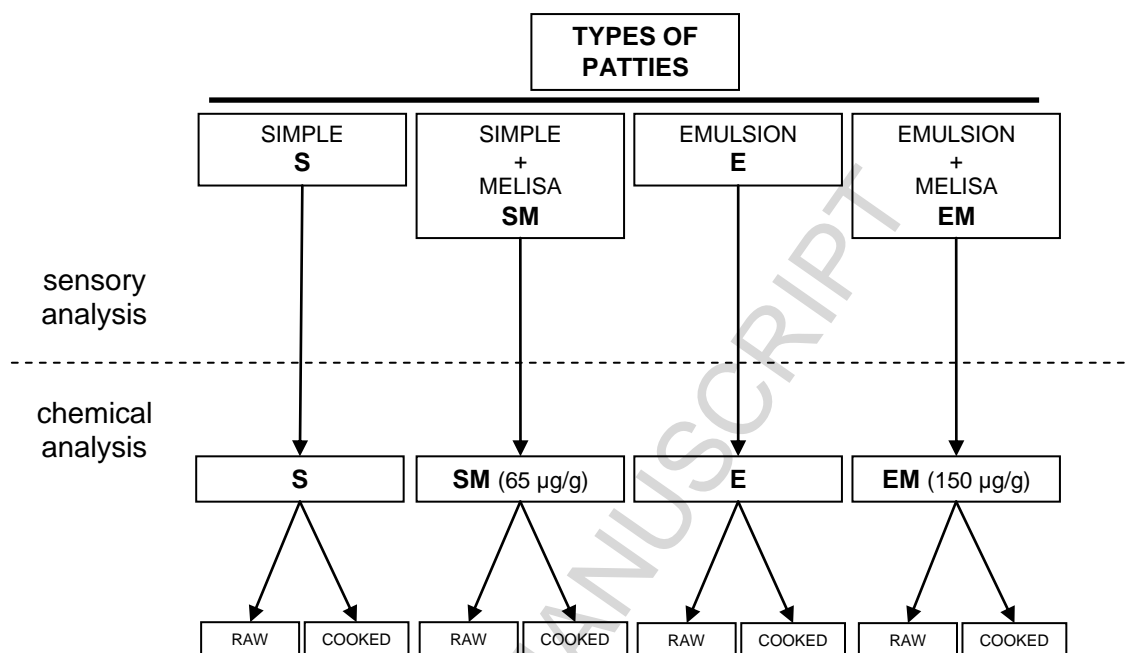 TYPES OF
PATTIES
SIMPLE
S
SIMPLE
+
MELISA
SM
EMULSION
E
EMULSION
+
MELISA
EM
sensory
analysis
chemical
analysis
S
SM (65 µg/g)
E
EM (150 µg/g)
RAW
COOKED
RAW
COOKED
RAW
COOKED
RAW
COOKED
ANUSCRIPT